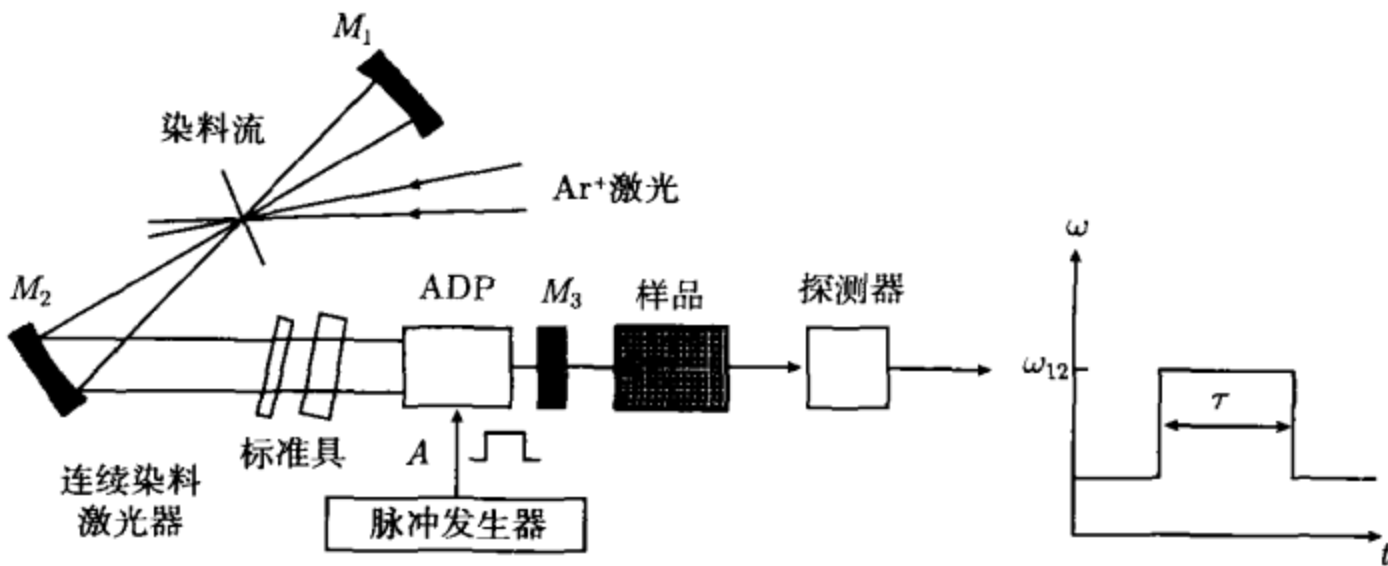 M₁
染料流
Ar⁺激光
M₂
ADP
M₃
样品
探测器
标准具
A
连续染料
激光器
脉冲发生器
ω
ω₁₂
τ
t